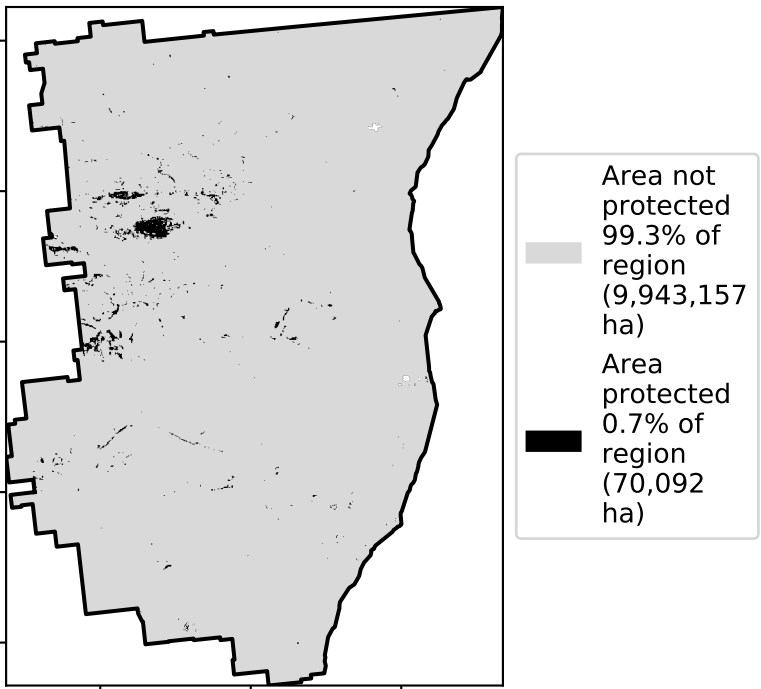 Area not
protected
99.3% of
region
(9,943,157
ha)
Area
protected
0.7% of
region
(70,092
ha)